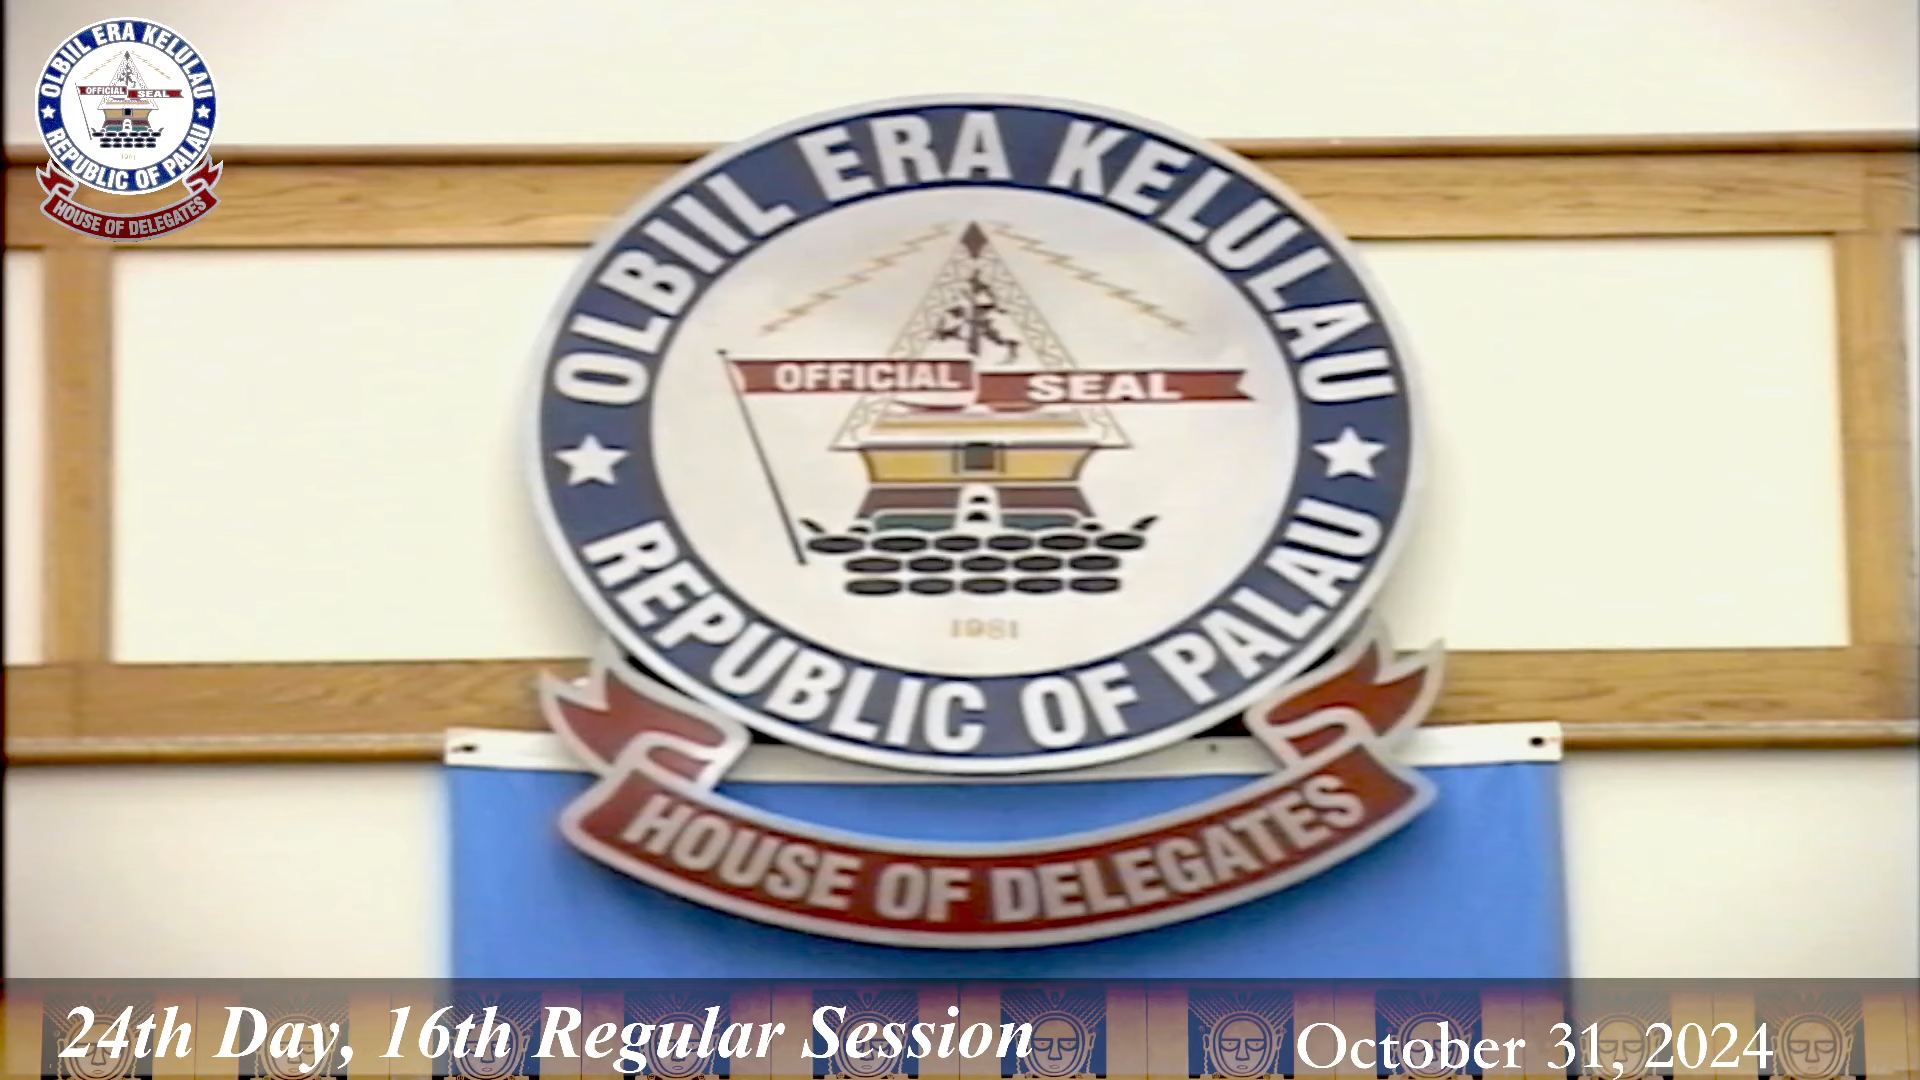 OLBIIL ERA KELULAU
OFFICIAL SEAL
1981
REPUBLIC OF PALAU
HOUSE OF DELEGATES
OLBIIL ERA KELULAU
OFFICIAL SEAL
1981
REPUBLIC OF PALAU
HOUSE OF DELEGATES
24th Day, 16th Regular Session
October 31, 2024